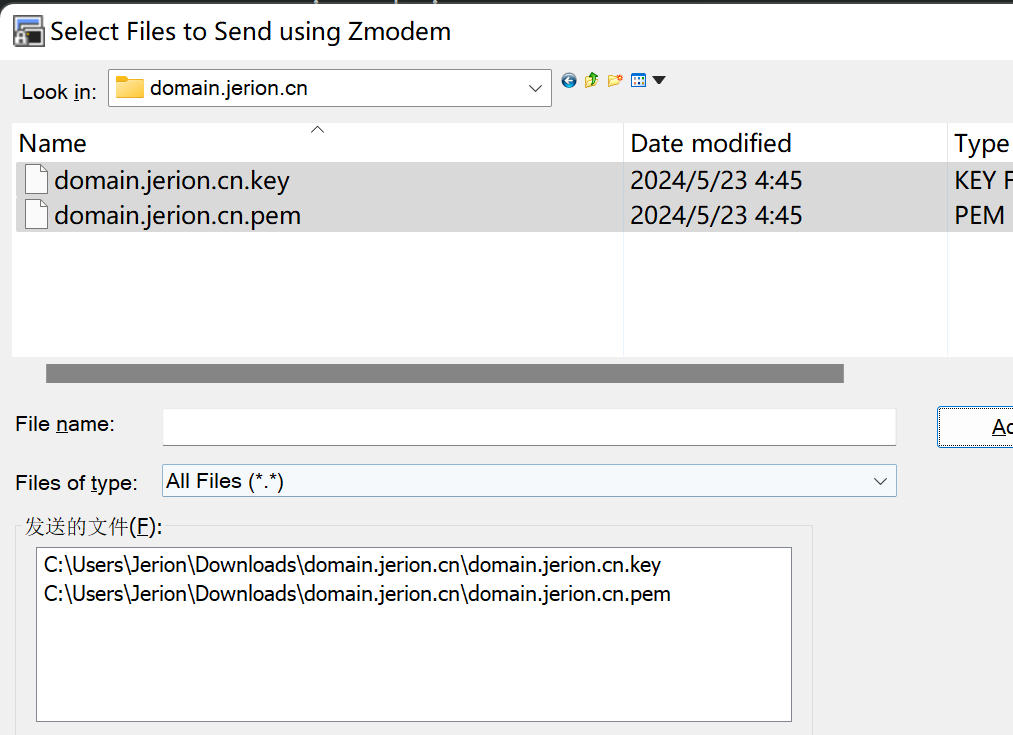 Select Files to Send using Zmodem
Look in: domain.jerion.cn
Name Date modified Type
domain.jerion.cn.key 2024/5/23 4:45 KEY
domain.jerion.cn.pem 2024/5/23 4:45 PEM
File name:
Files of type: All Files (*.*)
发送的文件(F):
C:\Users\Jerion\Downloads\domain.jerion.cn\domain.jerion.cn.key
C:\Users\Jerion\Downloads\domain.jerion.cn\domain.jerion.cn.pem